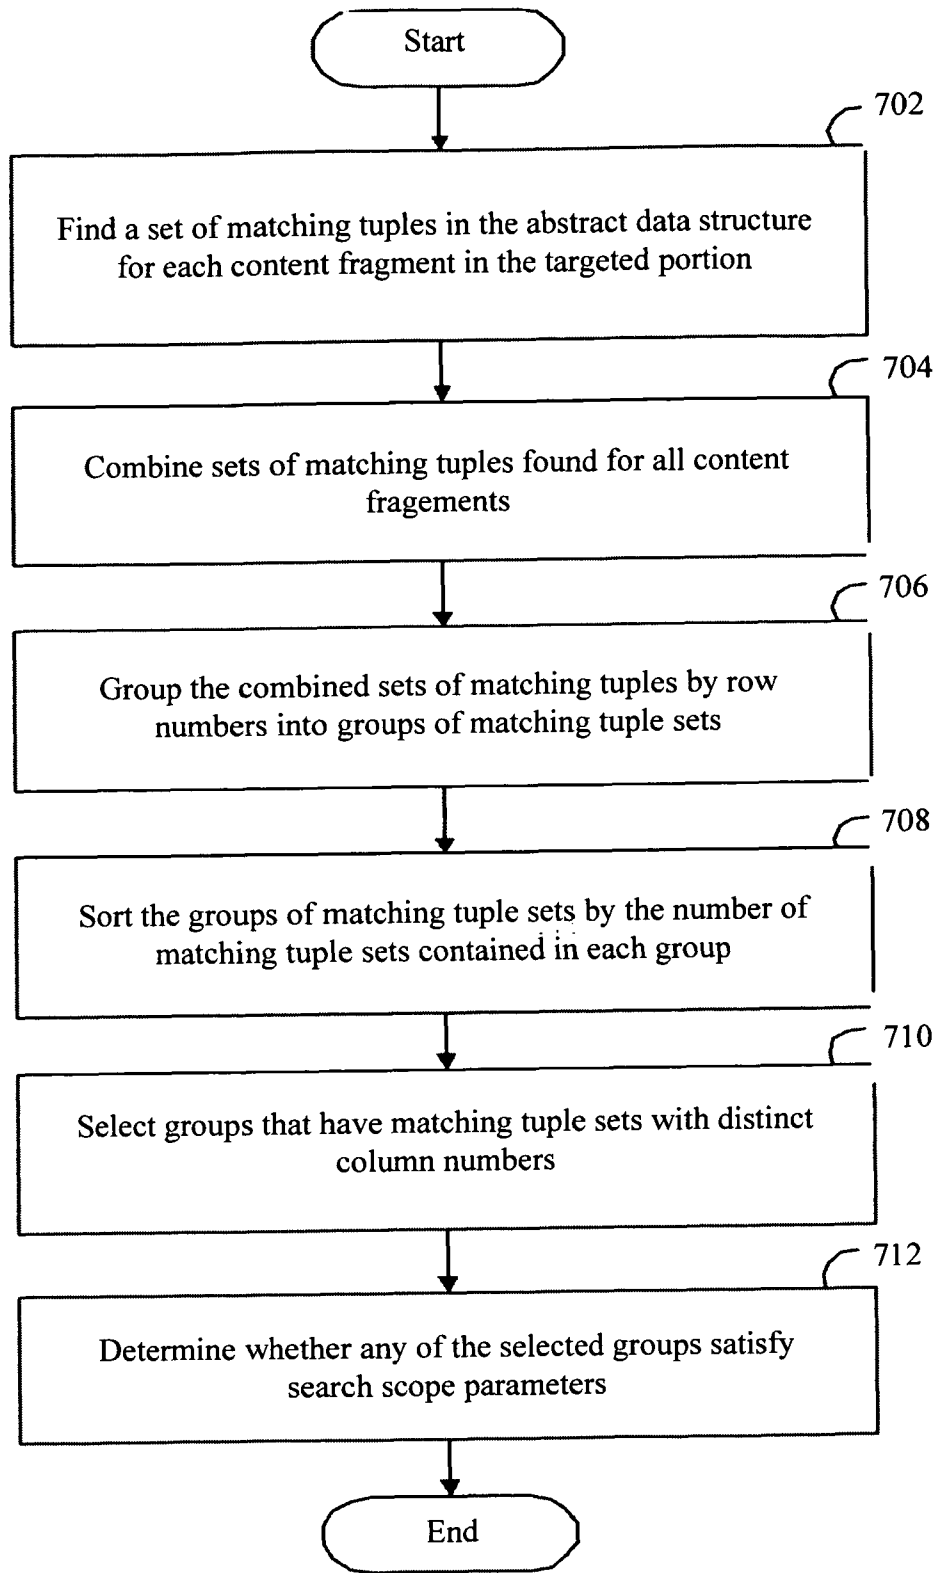 Start
702
Find a set of matching tuples in the abstract data structure
for each content fragment in the targeted portion
704
Combine sets of matching tuples found for all content
fragements
706
Group the combined sets of matching tuples by row
numbers into groups of matching tuple sets
708
Sort the groups of matching tuple sets by the number of
matching tuple sets contained in each group
710
Select groups that have matching tuple sets with distinct
column numbers
712
Determine whether any of the selected groups satisfy
search scope parameters
End